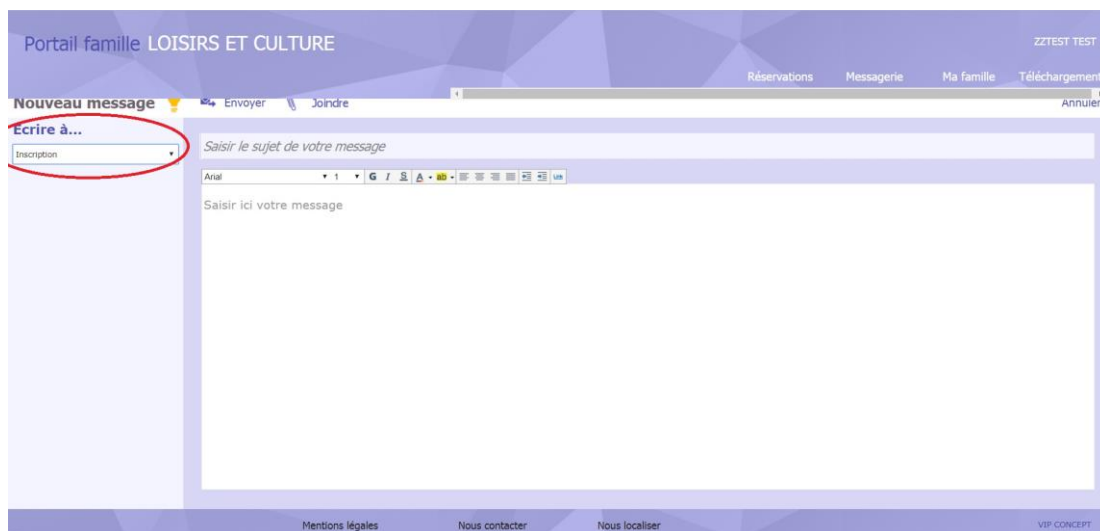 Portail famille LOISIRS ET CULTURE
ZZTEST TEST
Réservations Messagerie Ma famille Téléchargement
Nouveau message Envoyer Joindre Annuler
Ecrire à...
Inscription
Saisir le sujet de votre message
Arial 1 G I S A ab
Saisir ici votre message
Mentions légales Nous contacter Nous localiser VIP CONCEPT